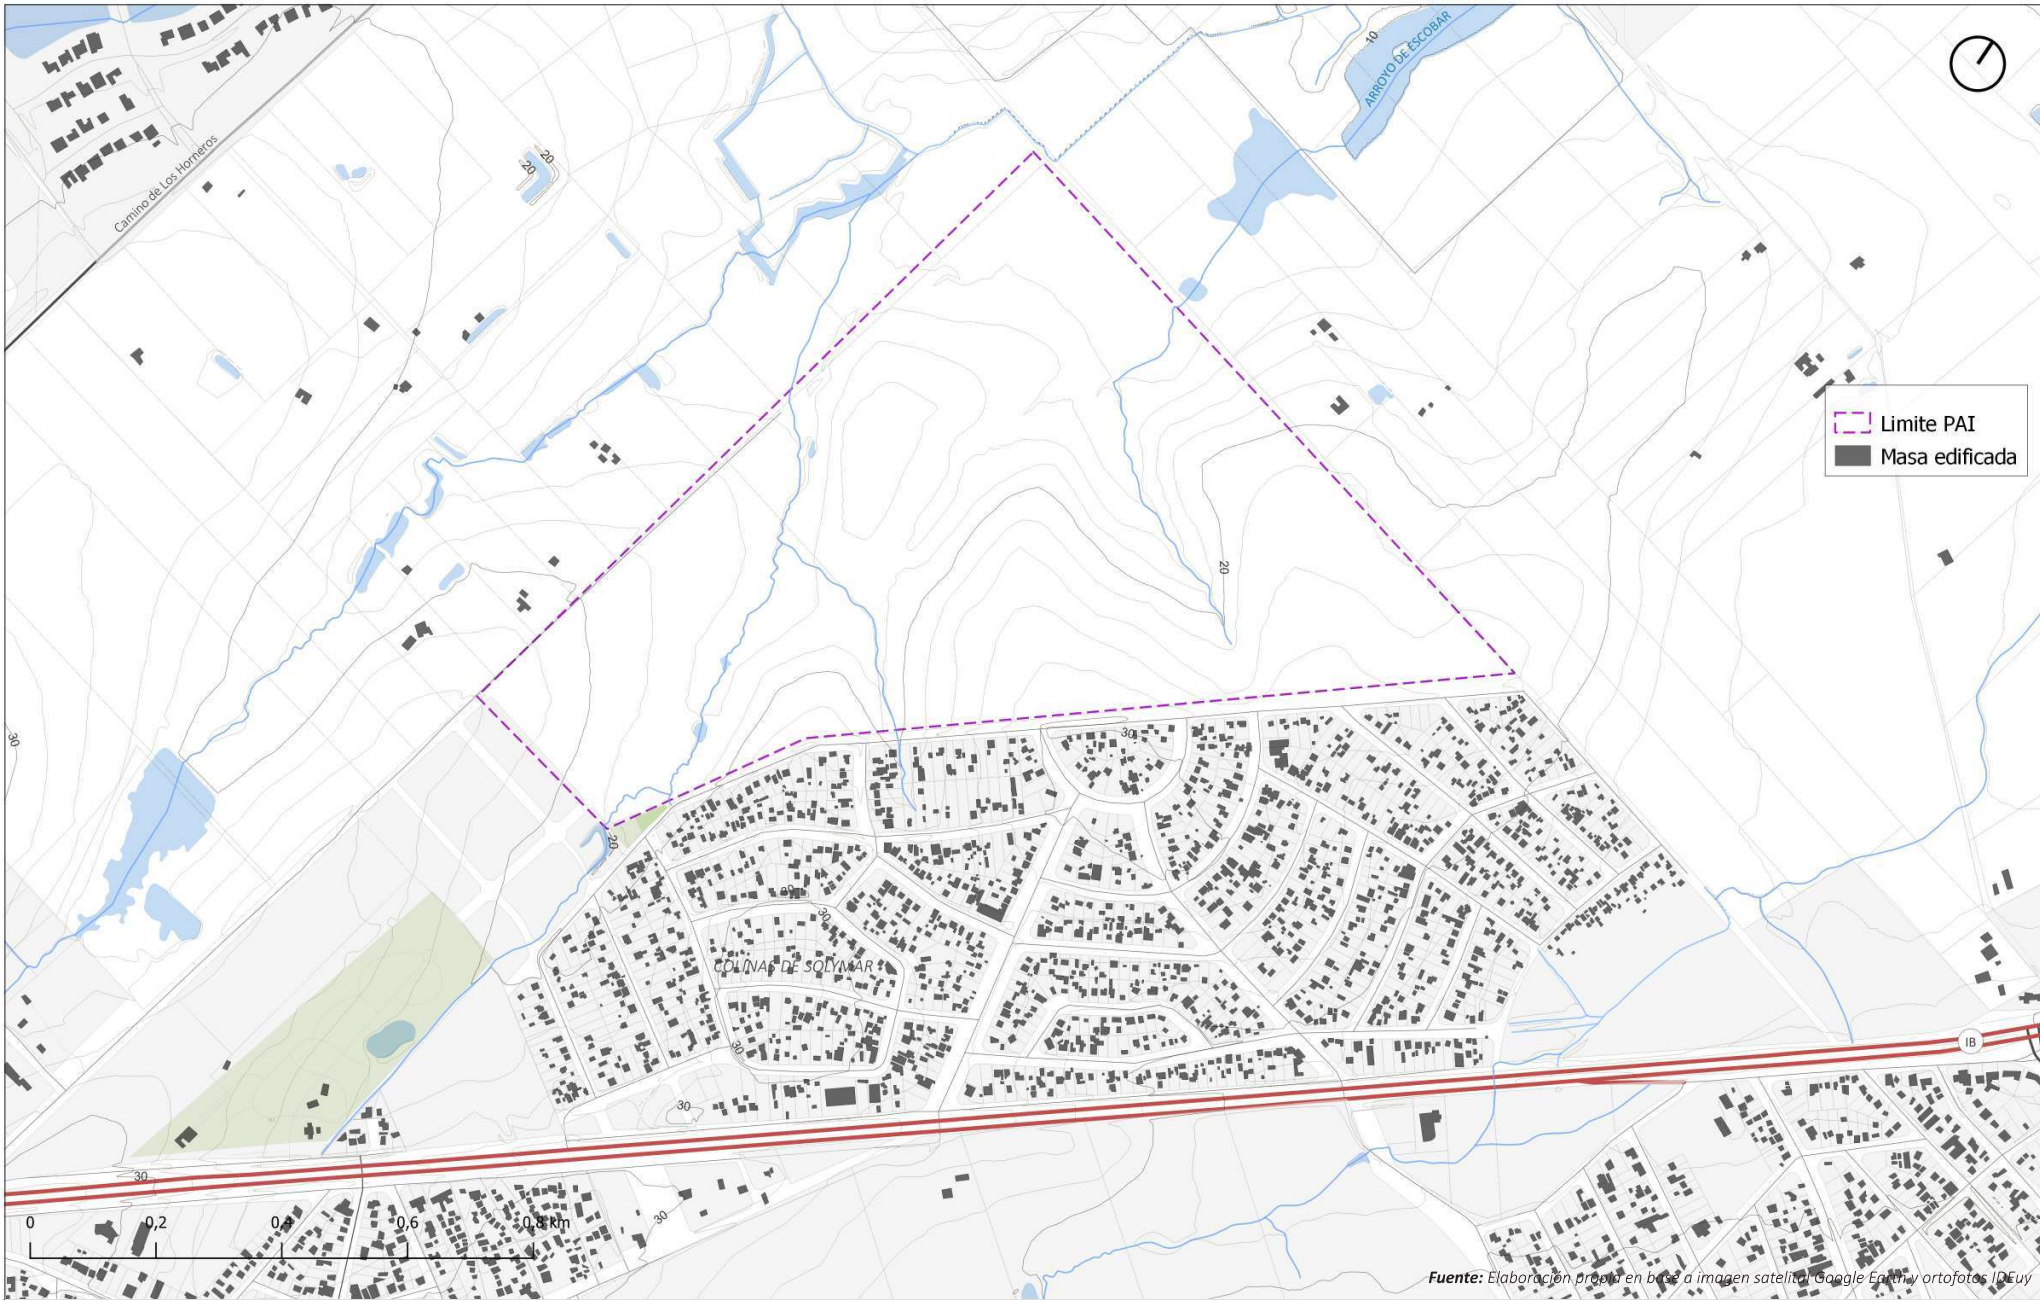 ARROYO DE ESCOBAR
10
Camino de Los Horneros
20
20
Limite PAI
Masa edificada
20
30
30
20
30
30
COLINAS DE SOLYMAR
30
30
IB
30
30
0 0,2 0,4 0,6 0,8 km
Fuente: Elaboración propia en base a imagen satelital Google Earth y ortofotos IDEuy